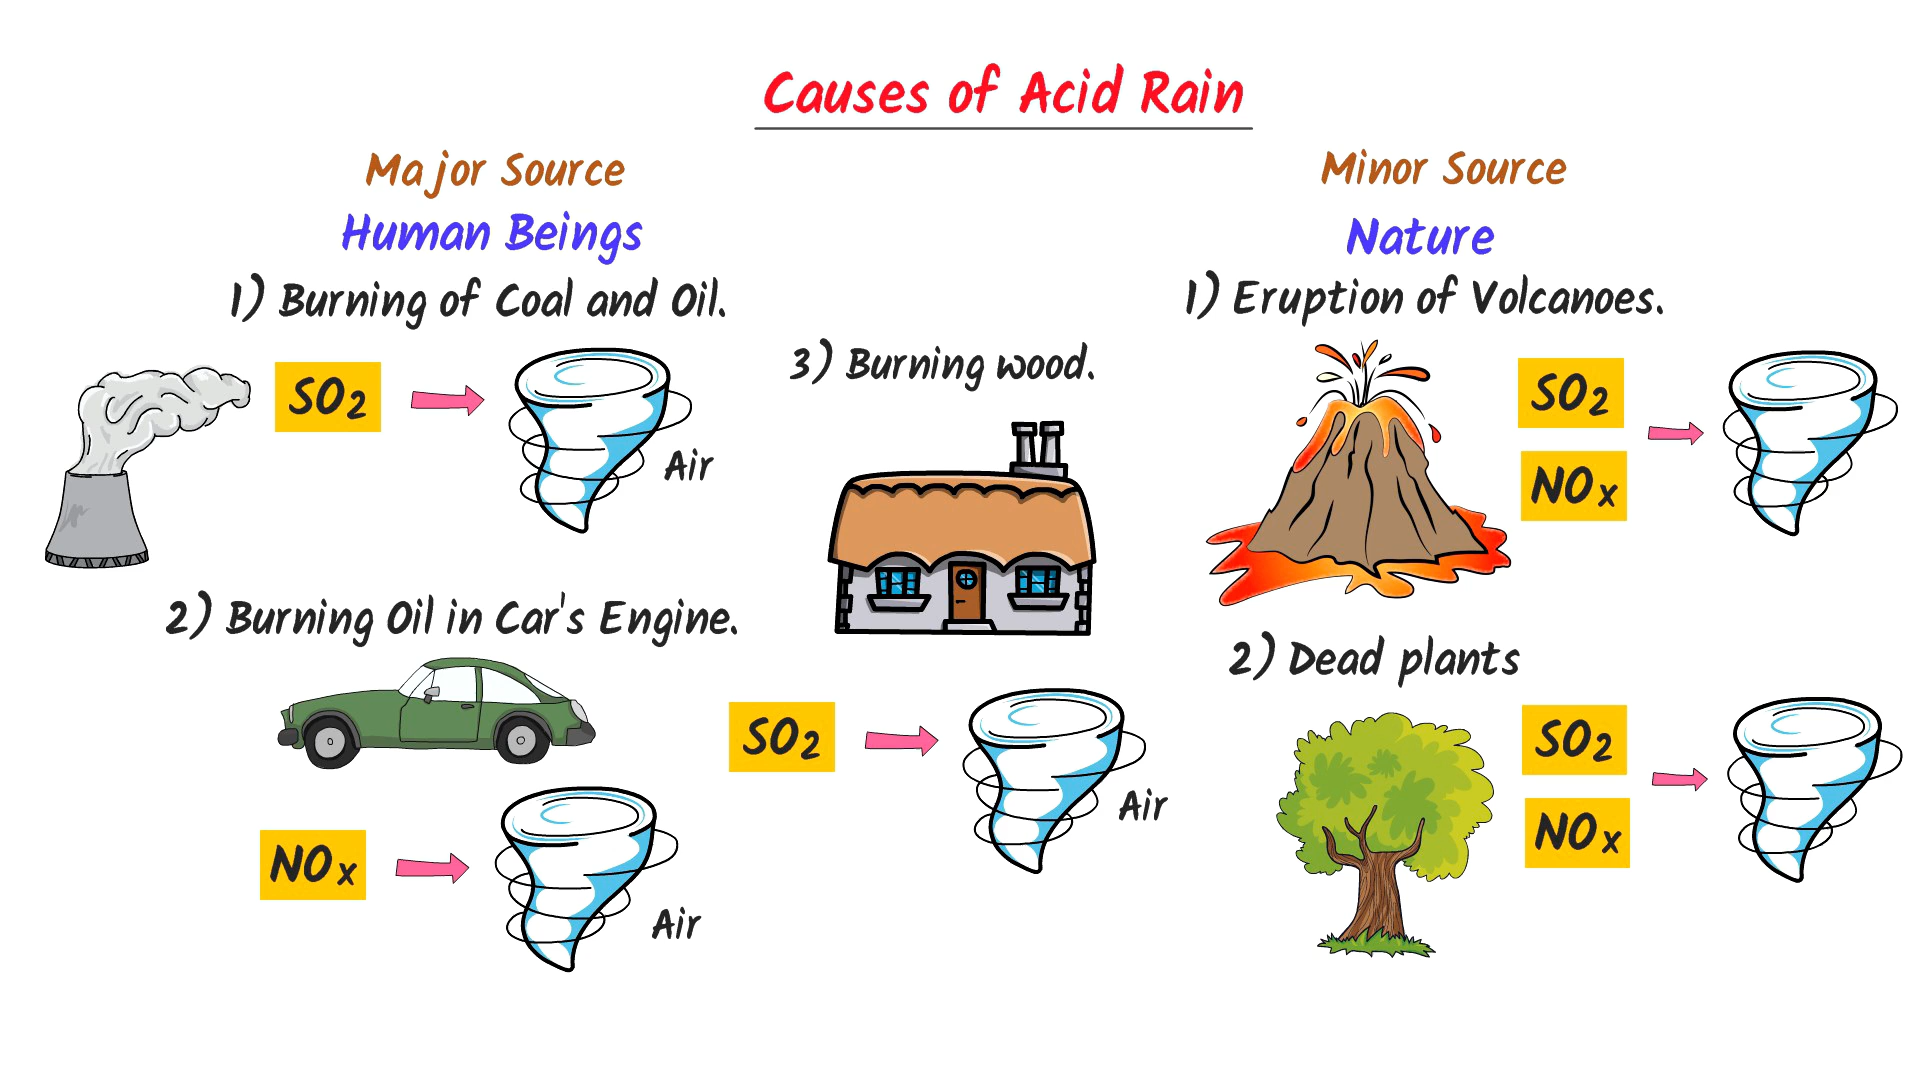 Causes of Acid Rain
Major Source
Human Beings
1) Burning of Coal and Oil.
SO2
Air
2) Burning Oil in Car's Engine.
NOx
Air
3) Burning wood.
SO2
Air
Minor Source
Nature
1) Eruption of Volcanoes.
SO2
NOx
2) Dead plants
SO2
NOx